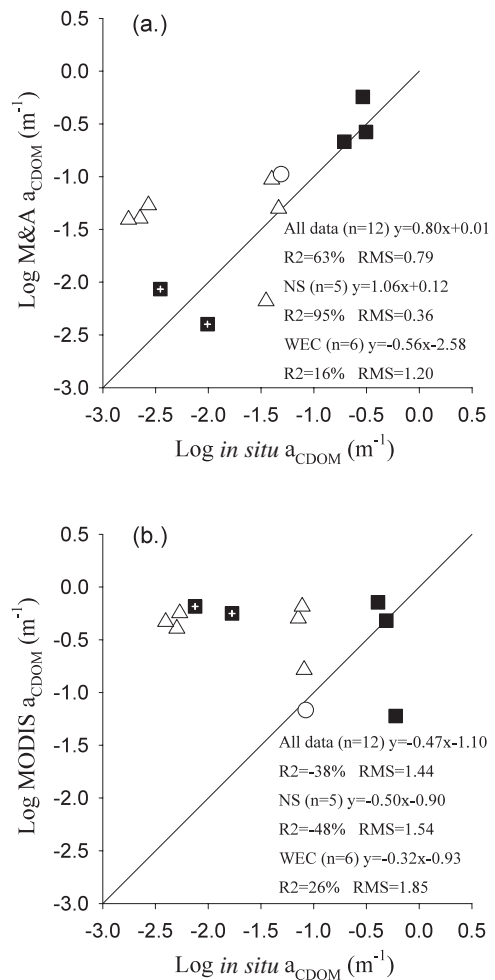 (a.)
0.0
-0.5
-1.0
-1.5
-2.0
-2.5
-3.0
Log M&A aCDOM (m-1)
All data (n=12) y=0.80x+0.01
R2=63% RMS=0.79
NS (n=5) y=1.06x+0.12
R2=95% RMS=0.36
WEC (n=6) y=-0.56x-2.58
R2=16% RMS=1.20
-3.0 -2.5 -2.0 -1.5 -1.0 -0.5 0.0
Log in situ aCDOM (m-1)
(b.)
0.5
0.0
-0.5
-1.0
-1.5
-2.0
-2.5
-3.0
Log MODIS aCDOM (m-1)
All data (n=12) y=-0.47x-1.10
R2=-38% RMS=1.44
NS (n=5) y=-0.50x-0.90
R2=-48% RMS=1.54
WEC (n=6) y=-0.32x-0.93
R2=26% RMS=1.85
-3.0 -2.5 -2.0 -1.5 -1.0 -0.5 0.0
Log in situ aCDOM (m-1)